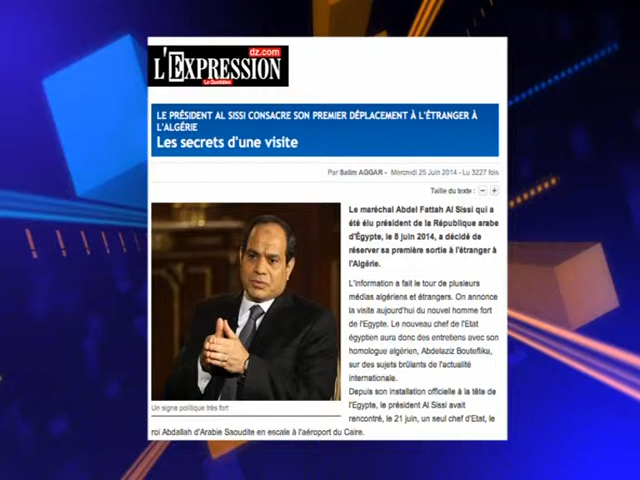 dz.com
L'EXPRESSION
Le Quotidien
LE PRÉSIDENT AL SISSI CONSACRE SON PREMIER DÉPLACEMENT À L'ÉTRANGER À
L'ALGÉRIE
Les secrets d'une visite
Par Salim AGGAR - Mercredi 25 Juin 2014 - Lu 3227 fois
Taille du texte :
Le maréchal Abdel Fattah Al Sissi qui a
été élu président de la République arabe
d'Égypte, le 8 juin 2014, a décidé de
réserver sa première sortie à l'étranger à
l'Algérie.
L'information a fait le tour de plusieurs
médias algériens et étrangers. On annonce
la visite aujourd'hui du nouvel homme fort
de l'Egypte. Le nouveau chef de l'Etat
égyptien aura donc des entretiens avec son
homologue algérien, Abdelaziz Bouteflika,
sur des sujets brûlants de l'actualité
internationale.
Depuis son installation officielle à la tête de
l'Egypte, le président Al Sissi avait
rencontré, le 21 juin, un seul chef d'Etat, le
roi Abdallah d'Arabie Saoudite en escale à l'aéroport du Caire.
Un signe politique très fort